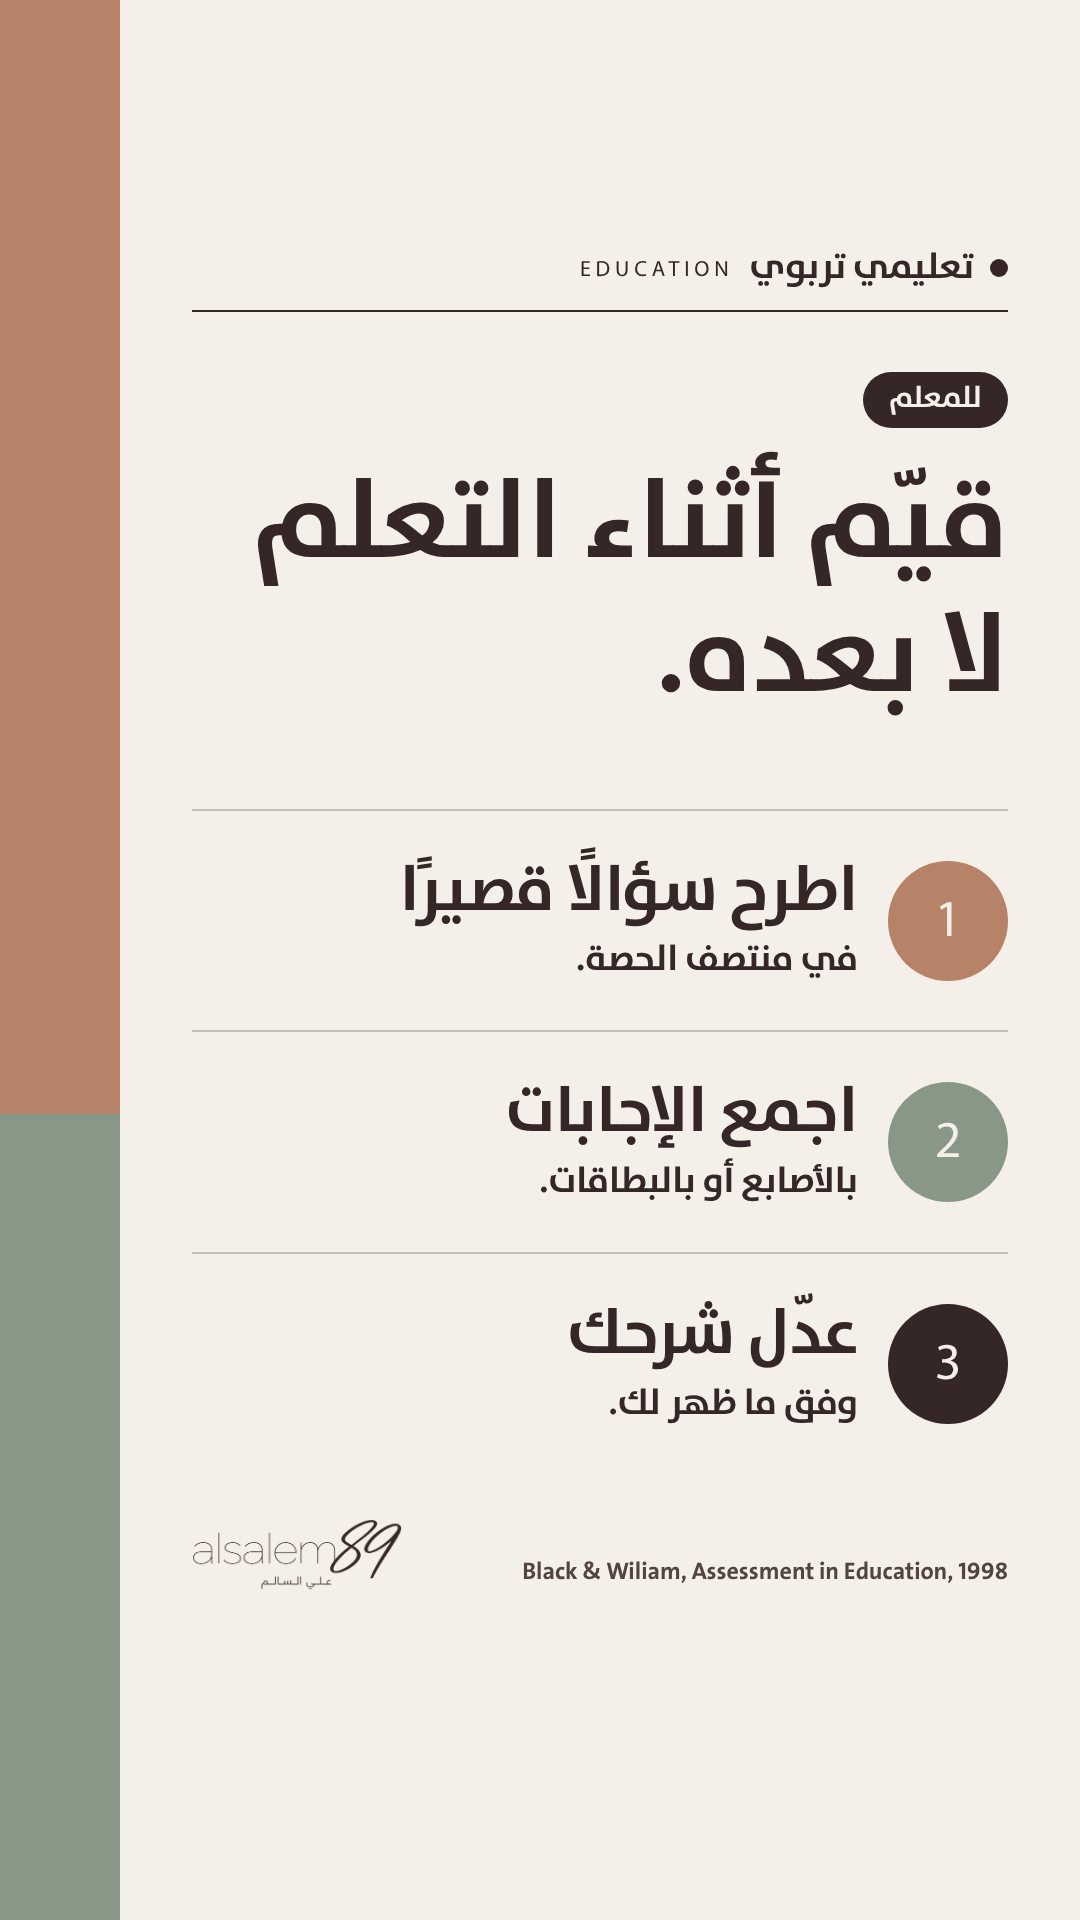 تعليمي تربوي EDUCATION
للمعلم
قيّم أثناء التعلم
لا بعده.
1
اطرح سؤالًا قصيرًا
في منتصف الحصة.
2
اجمع الإجابات
بالأصابع أو بالبطاقات.
3
عدّل شرحك
وفق ما ظهر لك.
Black & Wiliam, Assessment in Education, 1998
alsalem89
علي السالم